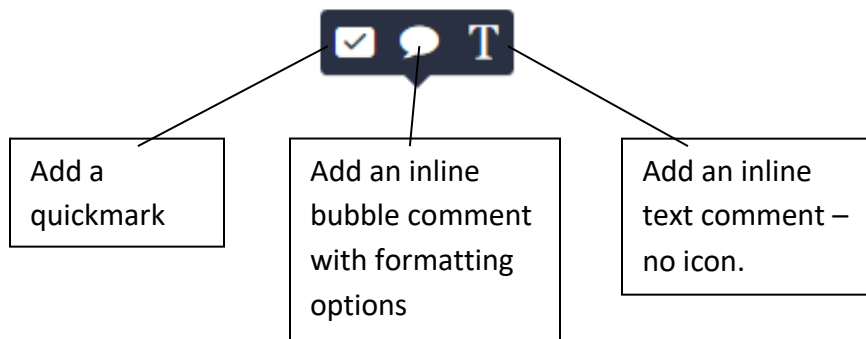 T
Add a
quickmark
Add an inline
bubble comment
with formatting
options
Add an inline
text comment –
no icon.